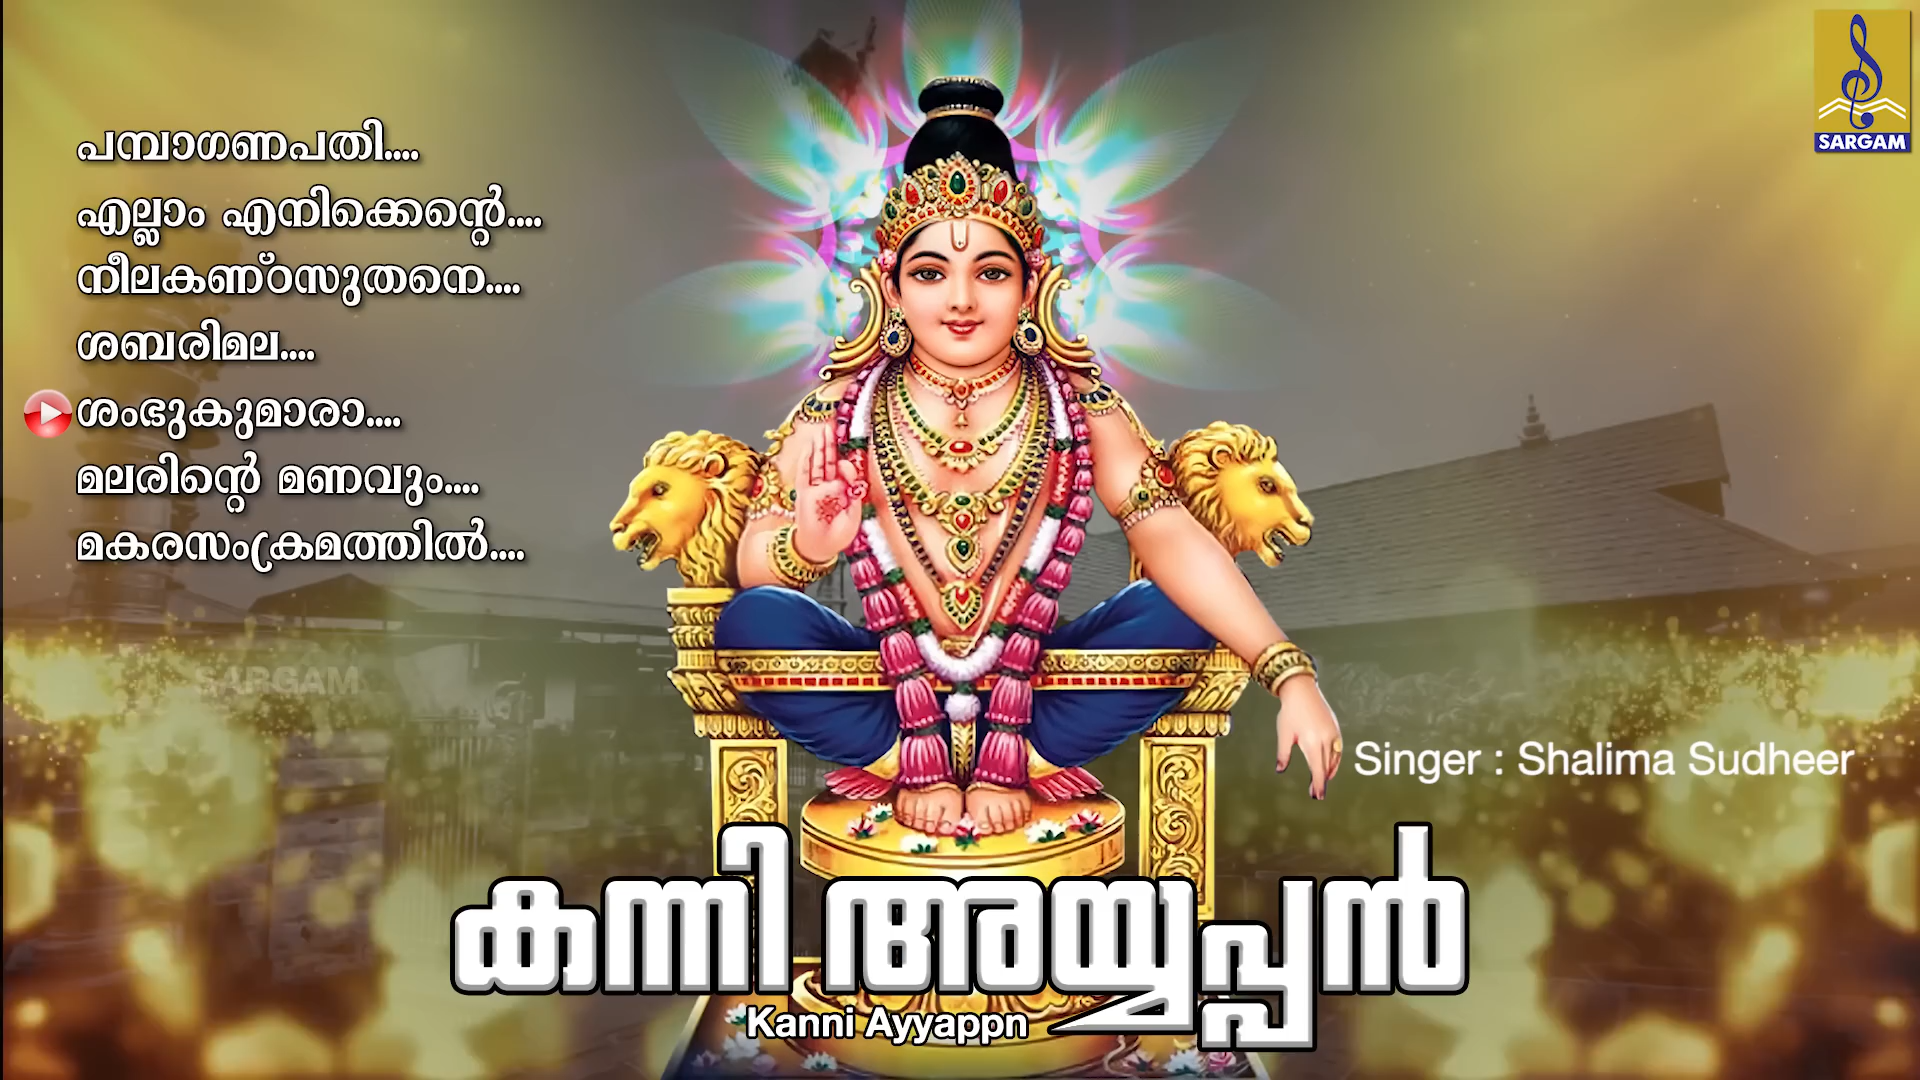 പമ്പാഗണപതി....
എല്ലാം എനിക്കെന്റെ....
നീലകണ്ഠസുതനെ....
ശബരിമല....
ശംഭുകുമാരാ....
മലരിന്റെ മണവും....
മകരസംക്രമത്തിൽ....
SARGAM
SARGAM
Singer : Shalima Sudheer
കന്നി അയ്യപ്പൻ
Kanni Ayyappn